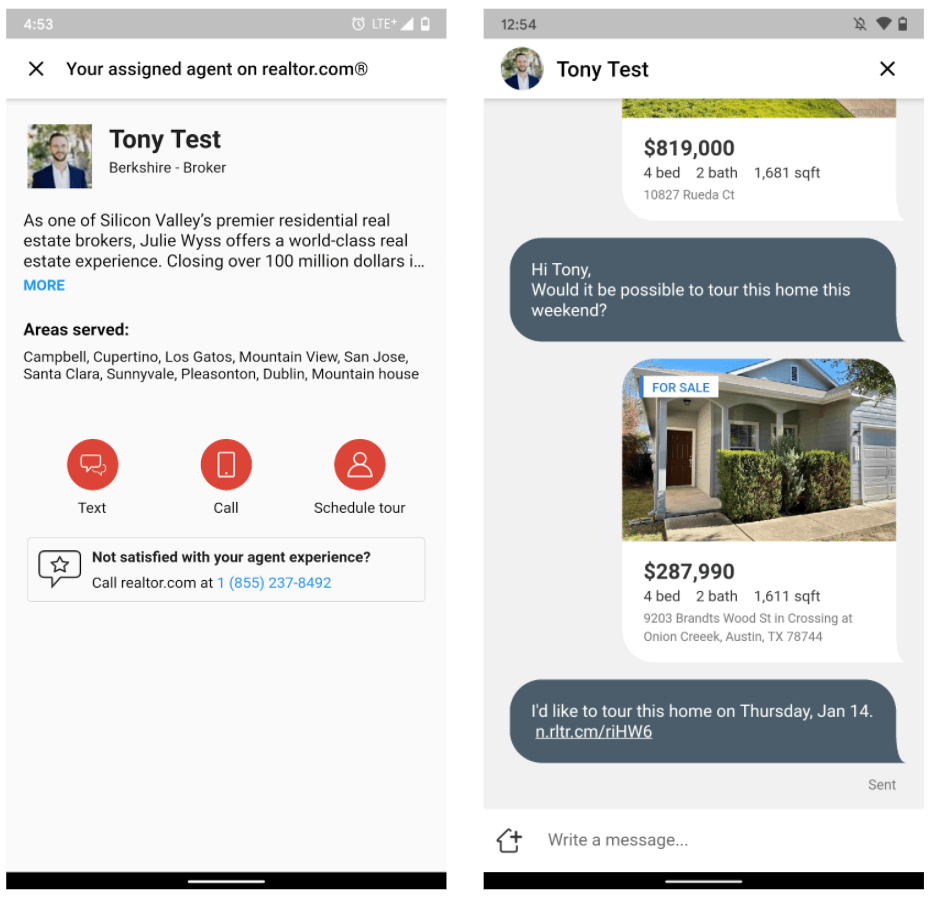 4:53
LTE+
Your assigned agent on realtor.com®
Tony Test
Berkshire - Broker
As one of Silicon Valley’s premier residential real
estate brokers, Julie Wyss offers a world-class real
estate experience. Closing over 100 million dollars i...
MORE
Areas served:
Campbell, Cupertino, Los Gatos, Mountain View, San Jose,
Santa Clara, Sunnyvale, Pleasonton, Dublin, Mountain house
Text
Call
Schedule tour
Not satisfied with your agent experience?
Call realtor.com at 1 (855) 237-8492
12:54
Tony Test
$819,000
4 bed 2 bath 1,681 sqft
10827 Rueda Ct
Hi Tony,
Would it be possible to tour this home this
weekend?
FOR SALE
$287,990
4 bed 2 bath 1,611 sqft
9203 Brandts Wood St in Crossing at
Onion Creeek, Austin, TX 78744
I'd like to tour this home on Thursday, Jan 14.
n.rltr.cm/riHW6
Sent
Write a message...